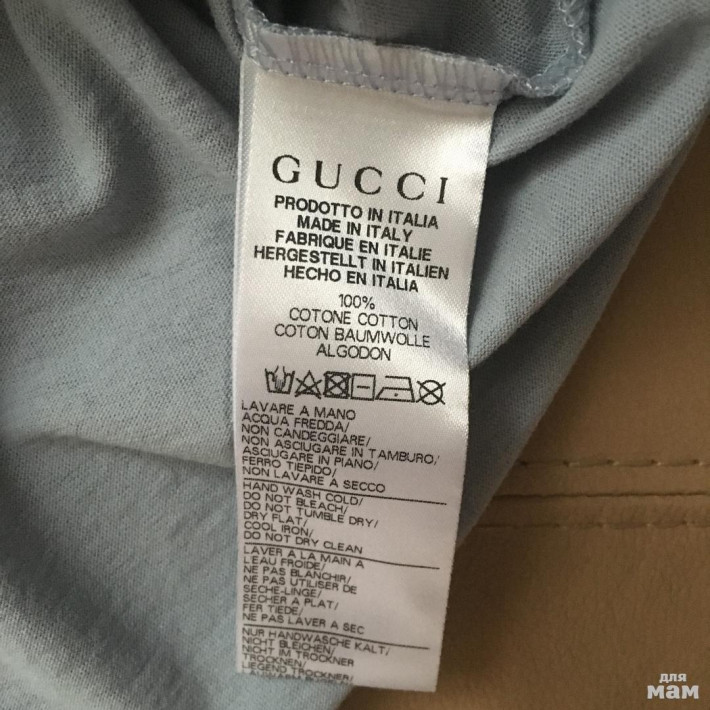 GUCCI
PRODOTTO IN ITALIA
MADE IN ITALY
FABRIQUE EN ITALIE
HERGESTELLT IN ITALIEN
HECHO EN ITALIA
100%
COTONE COTTON
COTON BAUMWOLLE
ALGODON
LAVARE A MANO
ACQUA FREDDA/
NON CANDEGGIARE/
NON ASCIUGARE IN TAMBURO/
ASCIUGARE IN PIANO/
FERRO TIEPIDO/
NON LAVARE A SECCO
HAND WASH COLD/
DO NOT BLEACH/
DO NOT TUMBLE DRY/
DRY FLAT/
COOL IRON/
DO NOT DRY CLEAN
LAVER A LA MAIN A
L'EAU FROIDE/
NE PAS BLANCHIR/
NE PAS UTILISER DE
SECHE-LINGE/
SECHER A PLAT/
FER TIEDE/
NE PAS LAVER A SEC
NUR HANDWASCHE KALT/
NICHT BLEICHEN/
NICHT IM TROCKNER
TROCKNEN/
LIEGEND TROCKNEN/
для
мам